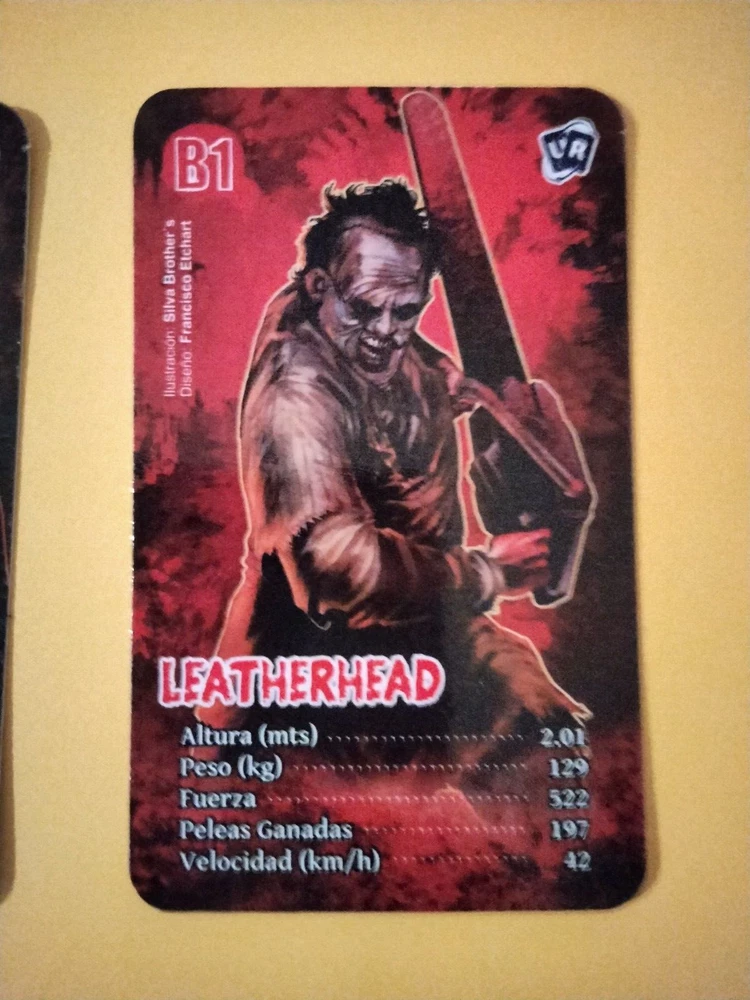 B1
VR
Ilustración: Silva Brother's
Diseño: Francisco Etchart
LEATHERHEAD
Altura (mts) 2.01
Peso (kg) 129
Fuerza 522
Peleas Ganadas 197
Velocidad (km/h) 42